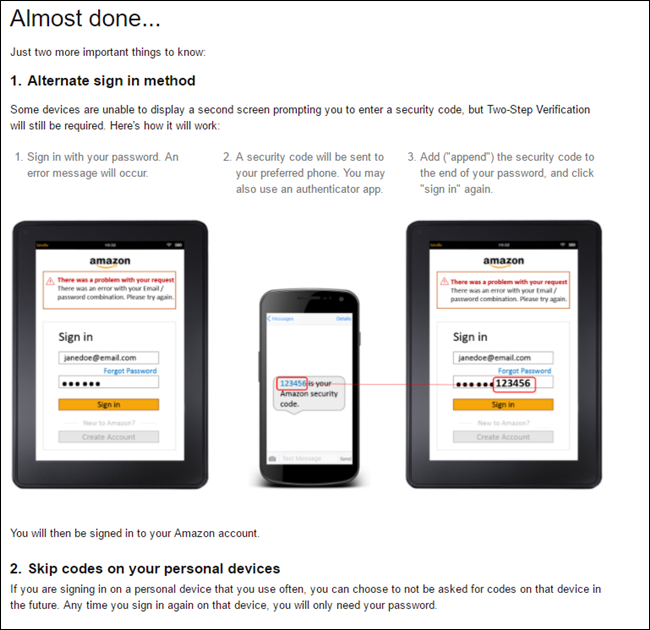 Almost done...
Just two more important things to know:
1. Alternate sign in method
Some devices are unable to display a second screen prompting you to enter a security code, but Two-Step Verification
will still be required. Here's how it will work:
1. Sign in with your password. An
error message will occur.
2. A security code will be sent to
your preferred phone. You may
also use an authenticator app.
3. Add ("append") the security code to
the end of your password, and click
"sign in" again.
amazon
There was a problem with your request
There was an error with your Email /
password combination. Please try again.
Sign in
janedoe@email.com
Forgot Password
●●●●●●
Sign in
New to Amazon?
Create Account
Messages
Details
123456 is your
Amazon security
code.
Text Message
Send
amazon
There was a problem with your request
There was an error with your Email /
password combination. Please try again.
Sign in
janedoe@email.com
Forgot Password
●●●●●●123456
Sign in
New to Amazon?
Create Account
You will then be signed in to your Amazon account.
2. Skip codes on your personal devices
If you are signing in on a personal device that you use often, you can choose to not be asked for codes on that device in
the future. Any time you sign in again on that device, you will only need your password.